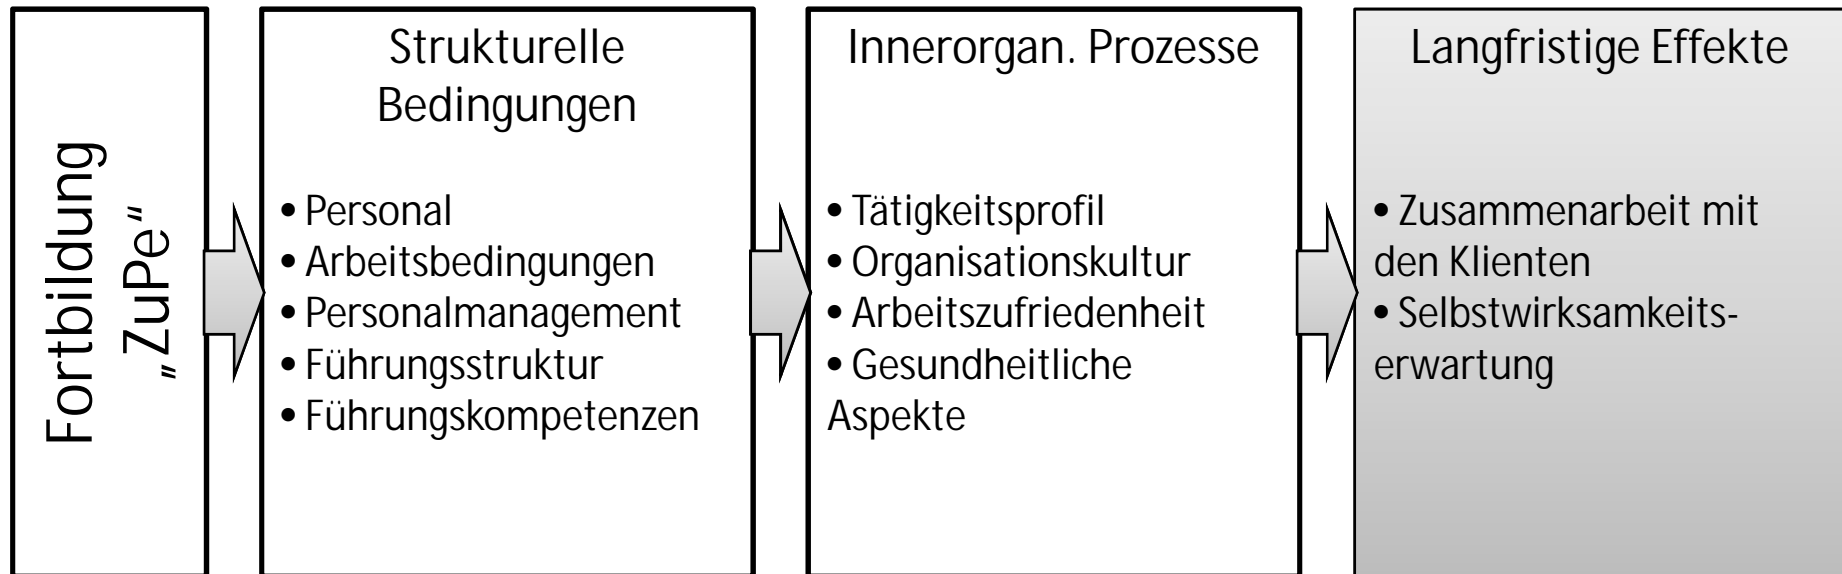 Fortbildung
„ZuPe“
Strukturelle
Bedingungen
• Personal
• Arbeitsbedingungen
• Personalmanagement
• Führungsstruktur
• Führungskompetenzen
Innerorgan. Prozesse
• Tätigkeitsprofil
• Organisationskultur
• Arbeitszufriedenheit
• Gesundheitliche
Aspekte
Langfristige Effekte
• Zusammenarbeit mit
den Klienten
• Selbstwirksamkeits-
erwartung